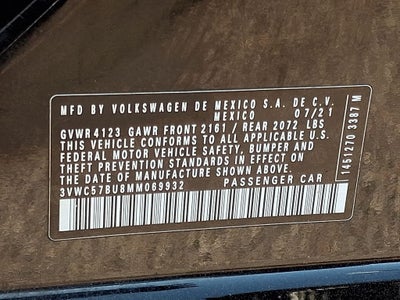 MFD BY VOLKSWAGEN DE MEXICO S.A. DE C.V.
MEXICO 07/21
GVWR4123 GAWR FRONT 2161 / REAR 2072 LBS
THIS VEHICLE CONFORMS TO ALL APPLICABLE U.S.
FEDERAL MOTOR VEHICLE SAFETY, BUMPER AND
THEFT PREVENTION STANDARDS IN EFFECT ON
THE DATE OF MANUFACTURE SHOWN ABOVE.
3VWC57BU8MM069932 PASSENGER CAR
1451270 3387 M